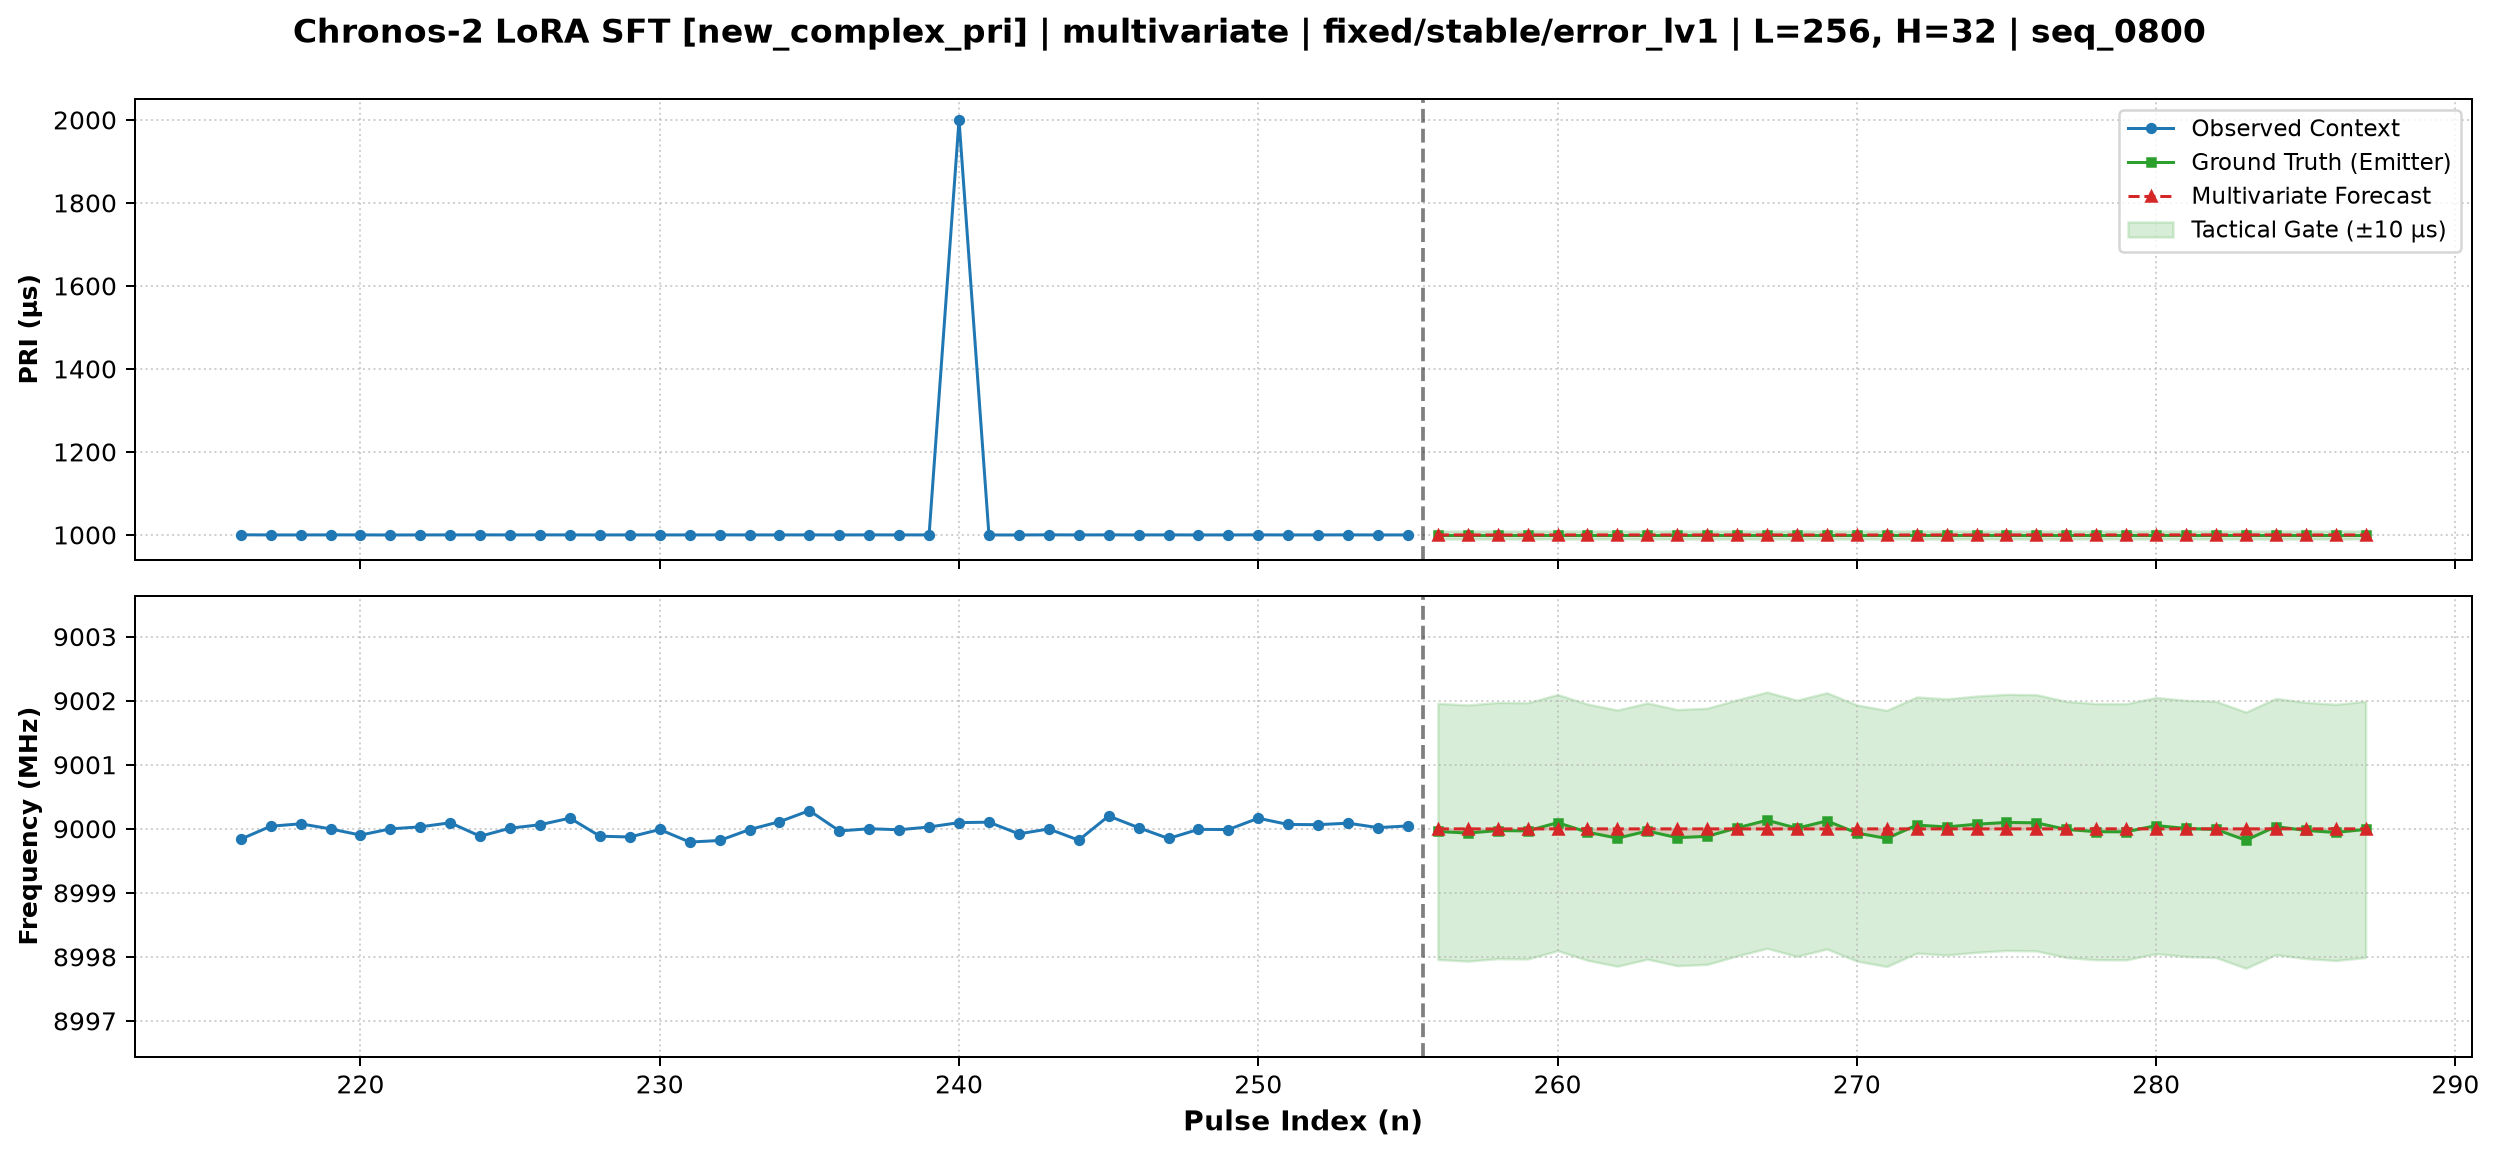 Chronos-2 LoRA SFT [new_complex_pri] | multivariate | fixed/stable/error_lv1 | L=256, H=32 | seq_0800
PRI (µs)
2000
1800
1600
1400
1200
1000
Observed Context
Ground Truth (Emitter)
Multivariate Forecast
Tactical Gate (±10 µs)
Frequency (MHz)
9003
9002
9001
9000
8999
8998
8997
220
230
240
250
260
270
280
290
Pulse Index (n)